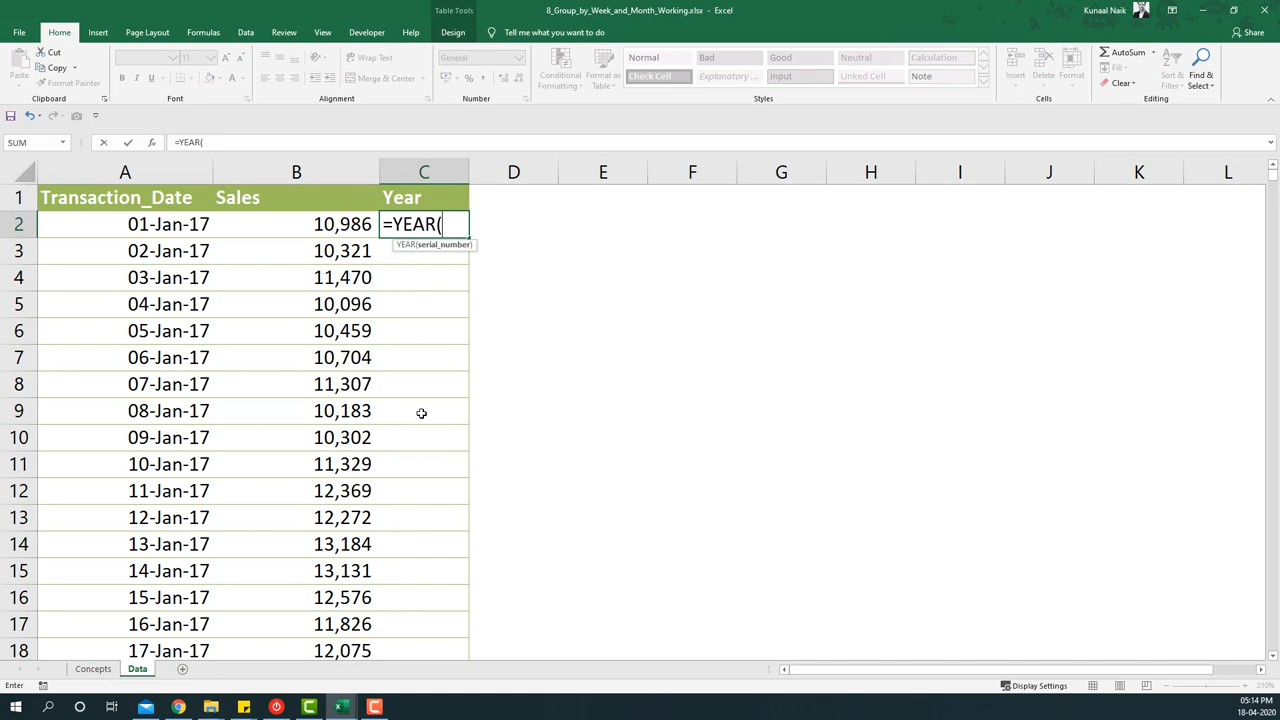 Table Tools
8_Group_by_Week_and_Month_Working.xlsx - Excel
Kunaal Naik
File Home Insert Page Layout Formulas Data Review View Developer Help Design Tell me what you want to do Share
Paste
Cut
Copy
Format Painter
Clipboard
11
Font
Wrap Text
Merge & Center
Alignment
General
Number
Conditional Formatting
Format as Table
Normal Bad Good Neutral Calculation
Check Cell Explanatory ... Input Linked Cell Note
Styles
Insert Delete Format
Cells
AutoSum
Fill
Clear
Sort & Filter
Find & Select
Editing
SUM =YEAR(
A B C D E F G H I J K L
1 Transaction_Date Sales Year
2 01-Jan-17 10,986 =YEAR(
YEAR(serial_number)
3 02-Jan-17 10,321
4 03-Jan-17 11,470
5 04-Jan-17 10,096
6 05-Jan-17 10,459
7 06-Jan-17 10,704
8 07-Jan-17 11,307
9 08-Jan-17 10,183
10 09-Jan-17 10,302
11 10-Jan-17 11,329
12 11-Jan-17 12,369
13 12-Jan-17 12,272
14 13-Jan-17 13,184
15 14-Jan-17 13,131
16 15-Jan-17 12,576
17 16-Jan-17 11,826
18 17-Jan-17 12,075
Concepts Data
Enter Display Settings 210%
05:14 PM
18-04-2020